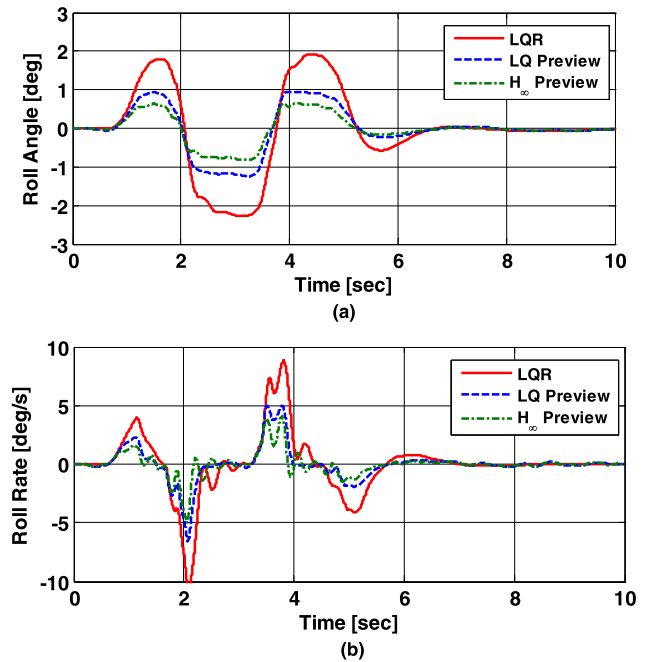 3
2
1
0
-1
-2
-3
Roll Angle [deg]
LQR
LQ Preview
H∞ Preview
0 2 4 6 8 10
Time [sec]
(a)
10
5
0
-5
-10
Roll Rate [deg/s]
LQR
LQ Preview
H∞ Preview
0 2 4 6 8 10
Time [sec]
(b)